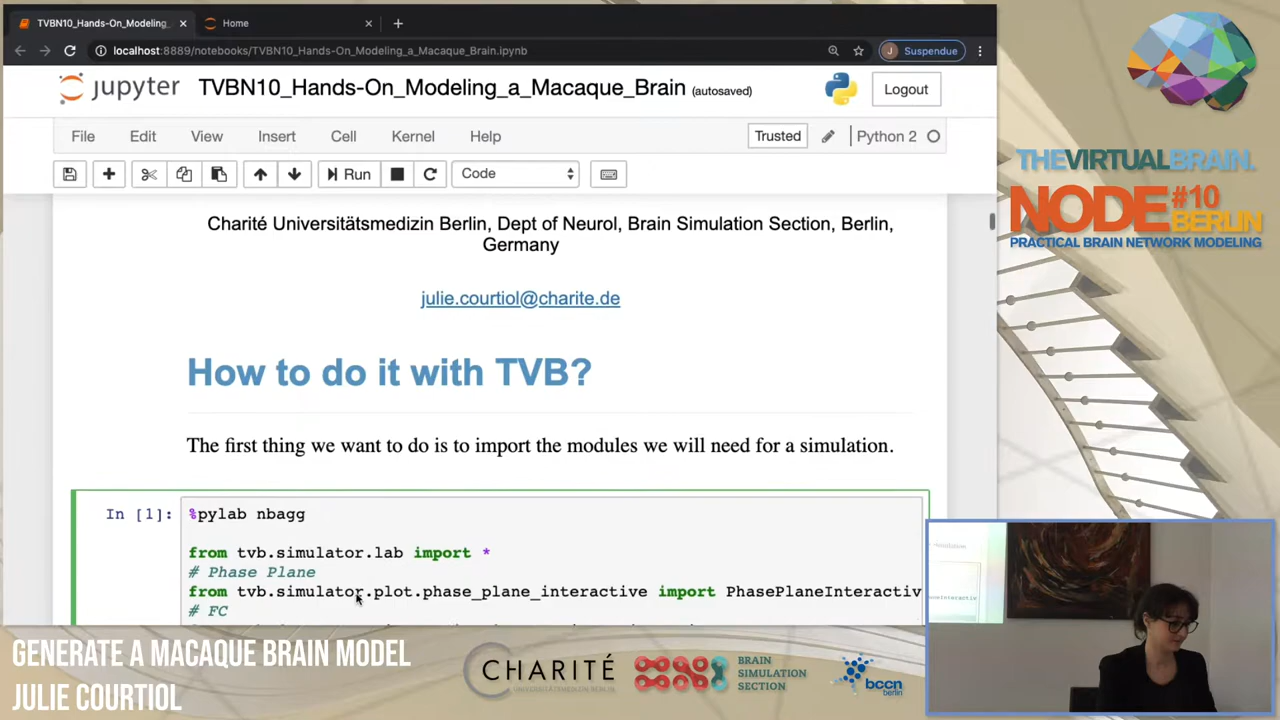 TVBN10_Hands-On_Modeling_
Home
localhost:8889/notebooks/TVBN10_Hands-On_Modeling_a_Macaque_Brain.ipynb
J
Suspendue
jupyter
TVBN10_Hands-On_Modeling_a_Macaque_Brain (autosaved)
Logout
File Edit View Insert Cell Kernel Help
Trusted
Python 2
Run
Code
Charité Universitätsmedizin Berlin, Dept of Neurol, Brain Simulation Section, Berlin,
Germany
julie.courtiol@charite.de
How to do it with TVB?
The first thing we want to do is to import the modules we will need for a simulation.
In [1]:
%pylab nbagg
from tvb.simulator.lab import *
# Phase Plane
from tvb.simulator.plot.phase_plane_interactive import PhasePlaneInteractiv
# FC
THEVIRTUALBRAIN.
NODE #10
BERLIN
PRACTICAL BRAIN NETWORK MODELING
GENERATE A MACAQUE BRAIN MODEL
JULIE COURTIOL
CHARITÉ
UNIVERSITÄTSMEDIZIN BERLIN
BRAIN
SIMULATION
SECTION
bccn
berlin